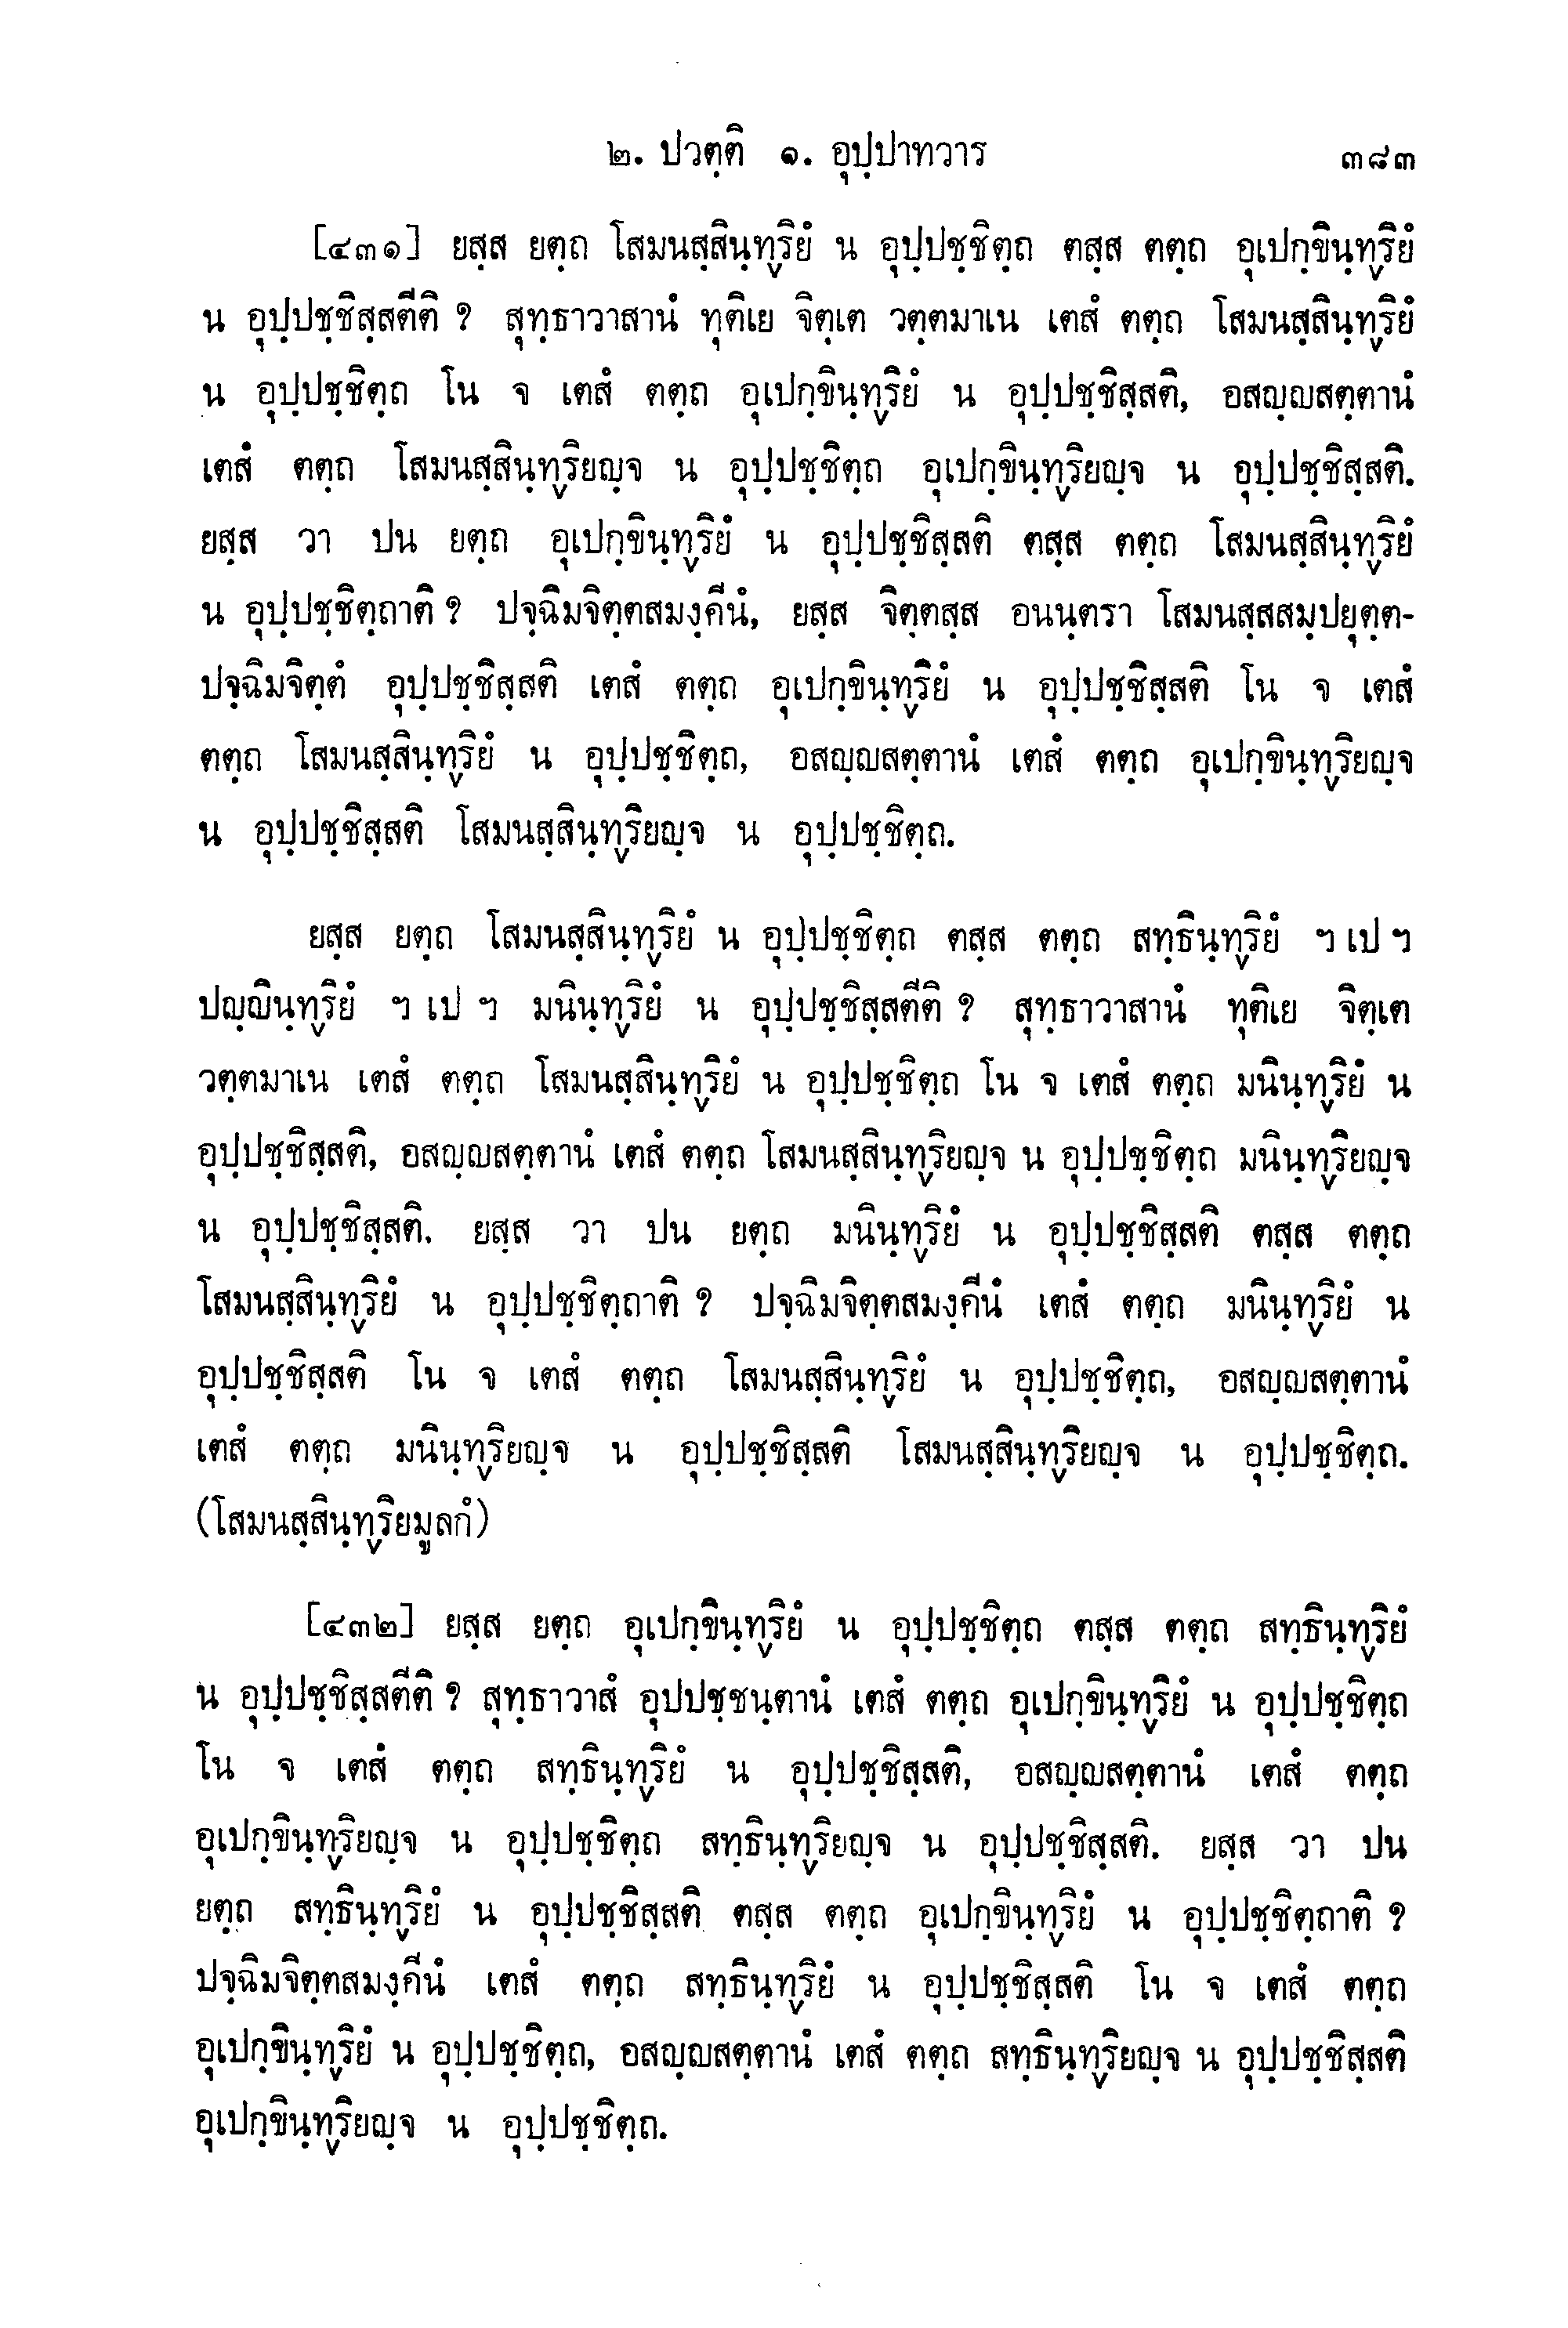 ๒. ปวตฺติ ๑. อุปฺปาทวาร ๓๘๓
[๔๓๑] ยสฺส ยตฺถ โสมนสฺสินฺทฺริยํ น อุปฺปชฺชิตฺถ ตสฺส ตตฺถ อุเปกฺขินฺทฺริยํ
น อุปฺปชฺชิสฺสตีติ ? สุทฺธาวาสานํ ทุติเย จิตฺเต วตฺตมาเน เตสํ ตตฺถ โสมนสฺสินฺทฺริยํ
น อุปฺปชฺชิตฺถ โน จ เตสํ ตตฺถ อุเปกฺขินฺทฺริยํ น อุปฺปชฺชิสฺสติ, อสญฺญสตฺตานํ
เตสํ ตตฺถ โสมนสฺสินฺทฺริยญฺจ น อุปฺปชฺชิตฺถ อุเปกฺขินฺทฺริยญฺจ น อุปฺปชฺชิสฺสติ.
ยสฺส วา ปน ยตฺถ อุเปกฺขินฺทฺริยํ น อุปฺปชฺชิสฺสติ ตสฺส ตตฺถ โสมนสฺสินฺทฺริยํ
น อุปฺปชฺชิตฺถาติ ? ปจฺฉิมจิตฺตสมงฺคีนํ, ยสฺส จิตฺตสฺส อนนฺตรา โสมนสฺสสมฺปยุตฺต-
ปจฺฉิมจิตฺตํ อุปฺปชฺชิสฺสติ เตสํ ตตฺถ อุเปกฺขินฺทฺริยํ น อุปฺปชฺชิสฺสติ โน จ เตสํ
ตตฺถ โสมนสฺสินฺทฺริยํ น อุปฺปชฺชิตฺถ, อสญฺญสตฺตานํ เตสํ ตตฺถ อุเปกฺขินฺทฺริยญฺจ
น อุปฺปชฺชิสฺสติ โสมนสฺสินฺทฺริยญฺจ น อุปฺปชฺชิตฺถ.
ยสฺส ยตฺถ โสมนสฺสินฺทฺริยํ น อุปฺปชฺชิตฺถ ตสฺส ตตฺถ สทฺธินฺทฺริยํ ฯ เป ฯ
ปญฺญินฺทฺริยํ ฯ เป ฯ มนินฺทฺริยํ น อุปฺปชฺชิสฺสตีติ ? สุทฺธาวาสานํ ทุติเย จิตฺเต
วตฺตมาเน เตสํ ตตฺถ โสมนสฺสินฺทฺริยํ น อุปฺปชฺชิตฺถ โน จ เตสํ ตตฺถ มนินฺทฺริยํ น
อุปฺปชฺชิสฺสติ, อสญฺญสตฺตานํ เตสํ ตตฺถ โสมนสฺสินฺทฺริยญฺจ น อุปฺปชฺชิตฺถ มนินฺทฺริยญฺจ
น อุปฺปชฺชิสฺสติ. ยสฺส วา ปน ยตฺถ มนินฺทฺริยํ น อุปฺปชฺชิสฺสติ ตสฺส ตตฺถ
โสมนสฺสินฺทฺริยํ น อุปฺปชฺชิตฺถาติ ? ปจฺฉิมจิตฺตสมงฺคีนํ เตสํ ตตฺถ มนินฺทฺริยํ น
อุปฺปชฺชิสฺสติ โน จ เตสํ ตตฺถ โสมนสฺสินฺทฺริยํ น อุปฺปชฺชิตฺถ, อสญฺญสตฺตานํ
เตสํ ตตฺถ มนินฺทฺริยญฺจ น อุปฺปชฺชิสฺสติ โสมนสฺสินฺทฺริยญฺจ น อุปฺปชฺชิตฺถ.
(โสมนสฺสินฺทฺริยมูลกํ)
[๔๓๒] ยสฺส ยตฺถ อุเปกฺขินฺทฺริยํ น อุปฺปชฺชิตฺถ ตสฺส ตตฺถ สทฺธินฺทฺริยํ
น อุปฺปชฺชิสฺสตีติ ? สุทฺธาวาสํ อุปปชฺชนฺตานํ เตสํ ตตฺถ อุเปกฺขินฺทฺริยํ น อุปฺปชฺชิตฺถ
โน จ เตสํ ตตฺถ สทฺธินฺทฺริยํ น อุปฺปชฺชิสฺสติ, อสญฺญสตฺตานํ เตสํ ตตฺถ
อุเปกฺขินฺทฺริยญฺจ น อุปฺปชฺชิตฺถ สทฺธินฺทฺริยญฺจ น อุปฺปชฺชิสฺสติ. ยสฺส วา ปน
ยตฺถ สทฺธินฺทฺริยํ น อุปฺปชฺชิสฺสติ ตสฺส ตตฺถ อุเปกฺขินฺทฺริยํ น อุปฺปชฺชิตฺถาติ ?
ปจฺฉิมจิตฺตสมงฺคีนํ เตสํ ตตฺถ สทฺธินฺทฺริยํ น อุปฺปชฺชิสฺสติ โน จ เตสํ ตตฺถ
อุเปกฺขินฺทฺริยํ น อุปฺปชฺชิตฺถ, อสญฺญสตฺตานํ เตสํ ตตฺถ สทฺธินฺทฺริยญฺจ น อุปฺปชฺชิสฺสติ
อุเปกฺขินฺทฺริยญฺจ น อุปฺปชฺชิตฺถ.